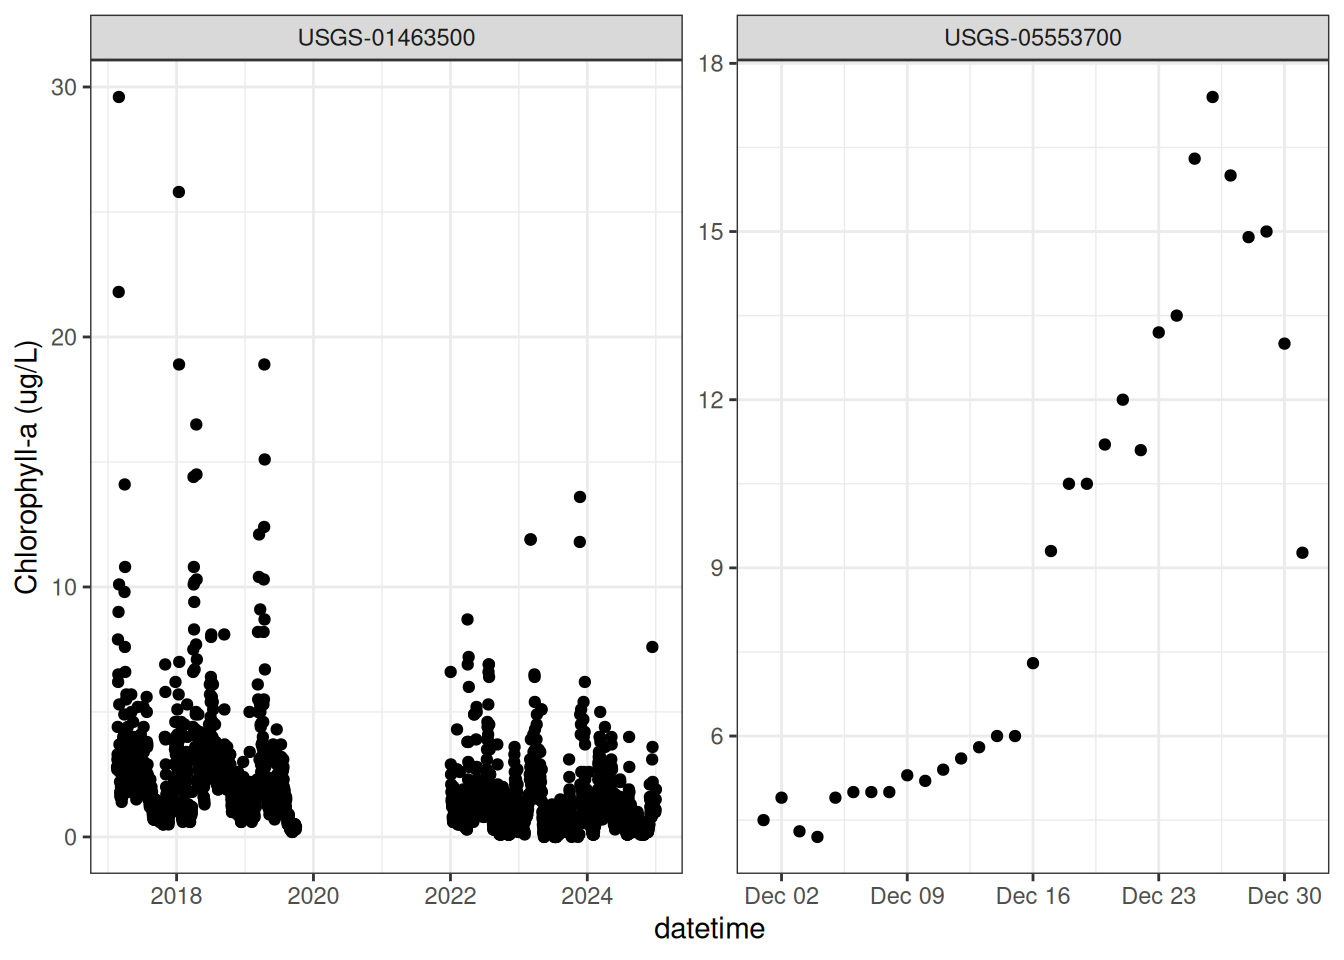 USGS-01463500
USGS-05553700
Chlorophyll-a (ug/L)
30
20
10
0
18
15
12
9
6
2018
2020
2022
2024
Dec 02
Dec 09
Dec 16
Dec 23
Dec 30
datetime